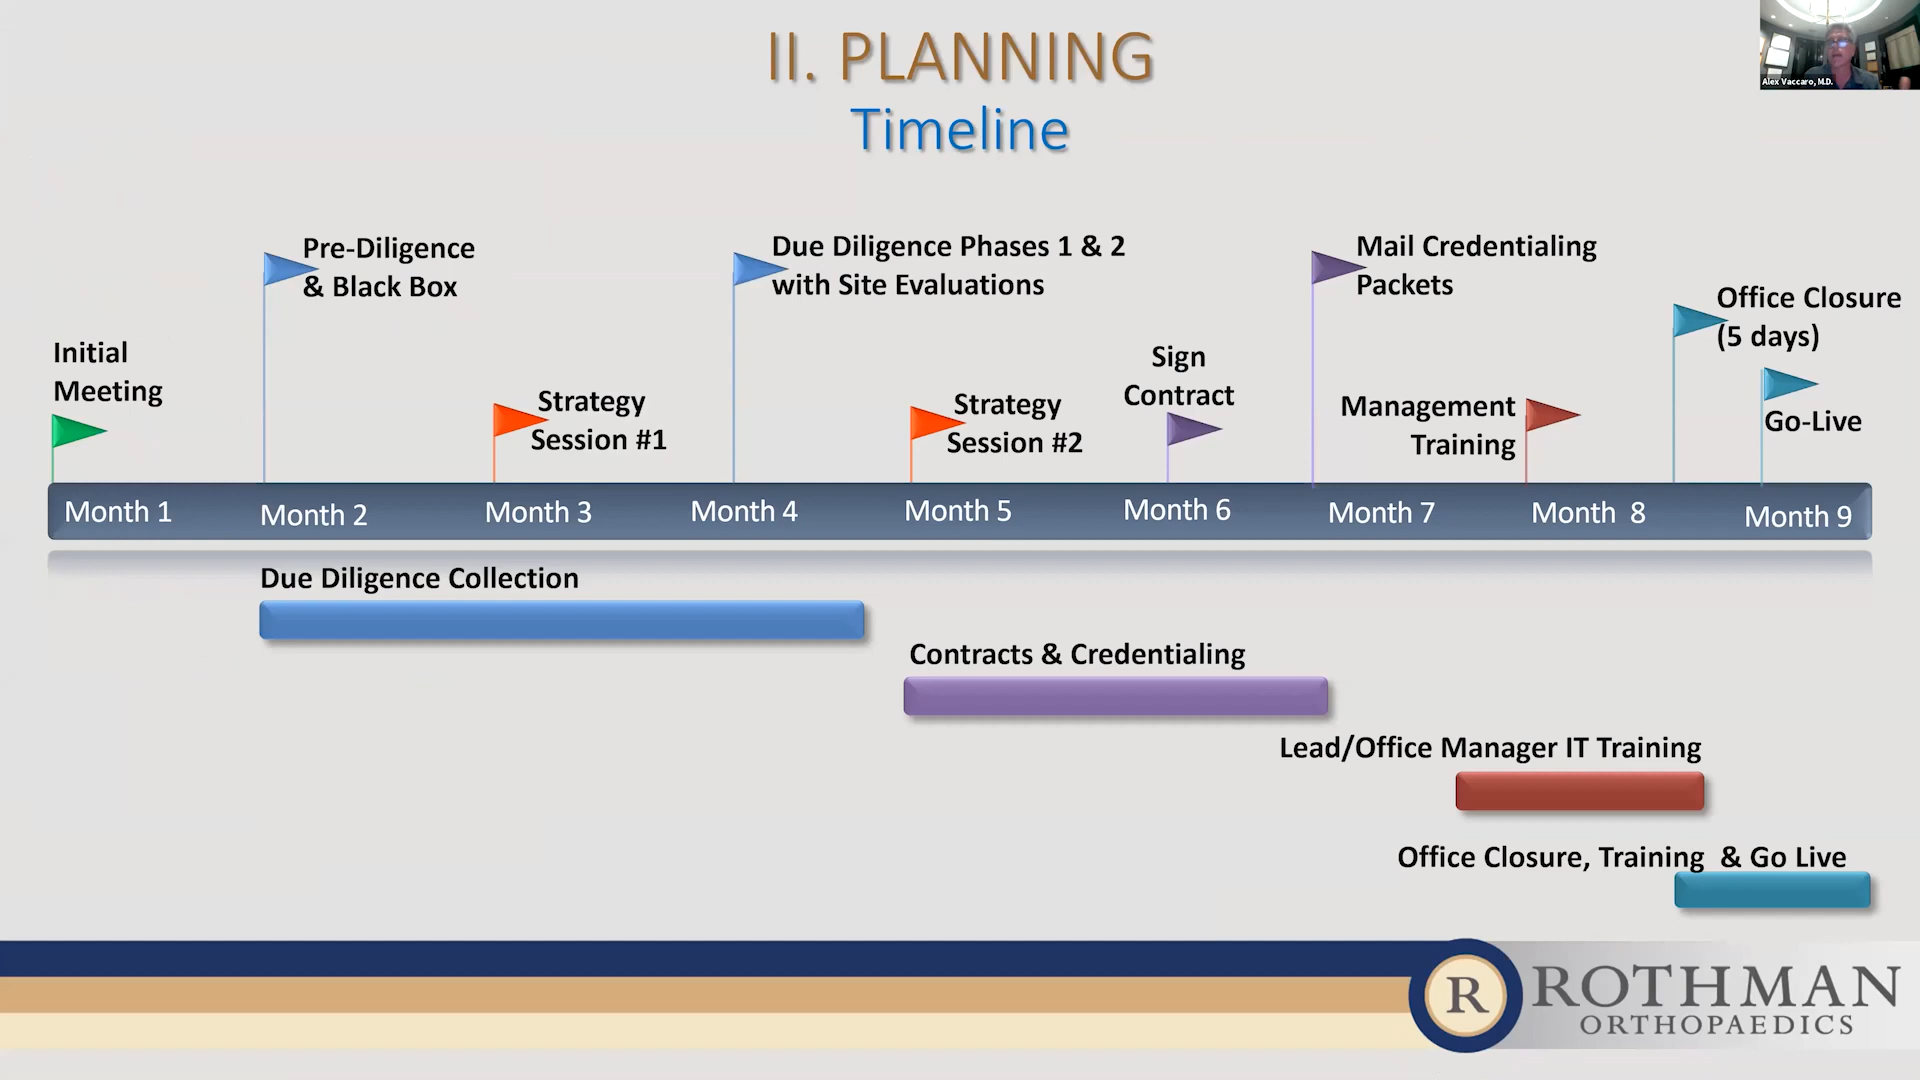 II. PLANNING
Timeline
Alex Vaccaro, M.D.
Pre-Diligence
& Black Box
Due Diligence Phases 1 & 2
with Site Evaluations
Mail Credentialing
Packets
Office Closure
(5 days)
Initial
Meeting
Strategy
Session #1
Strategy
Session #2
Sign
Contract
Management
Training
Go-Live
Month 1
Month 2
Month 3
Month 4
Month 5
Month 6
Month 7
Month  8
Month 9
Due Diligence Collection
Contracts & Credentialing
Lead/Office Manager IT Training
Office Closure, Training  & Go Live
R
ROTHMAN
ORTHOPAEDICS